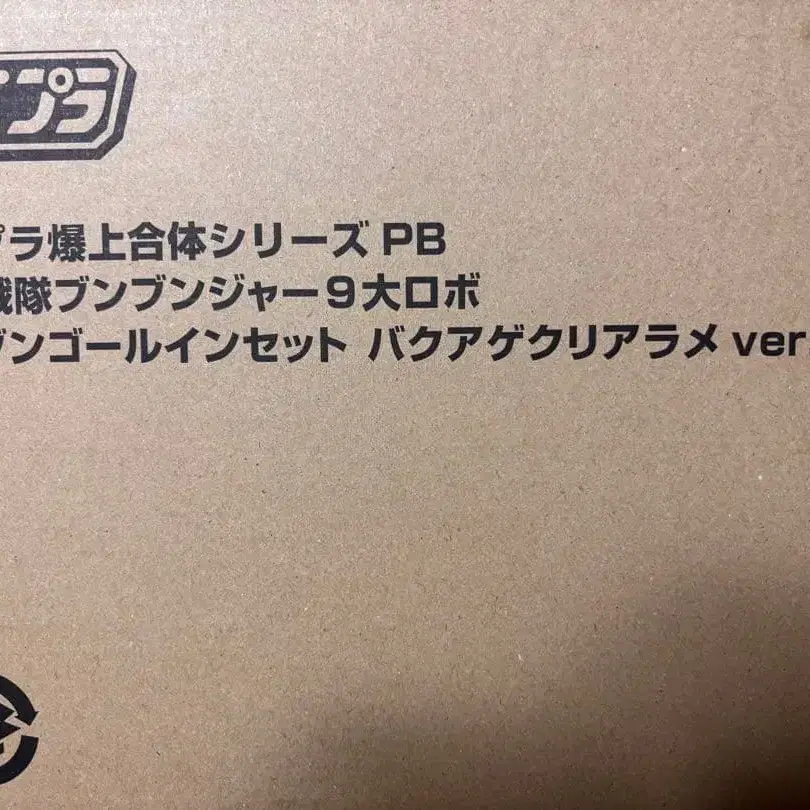 プラ
プラ爆上合体シリーズ PB
戦隊ブンブンジャー9大ロボ
ブンゴールインセット バクアゲクリアラメ ver